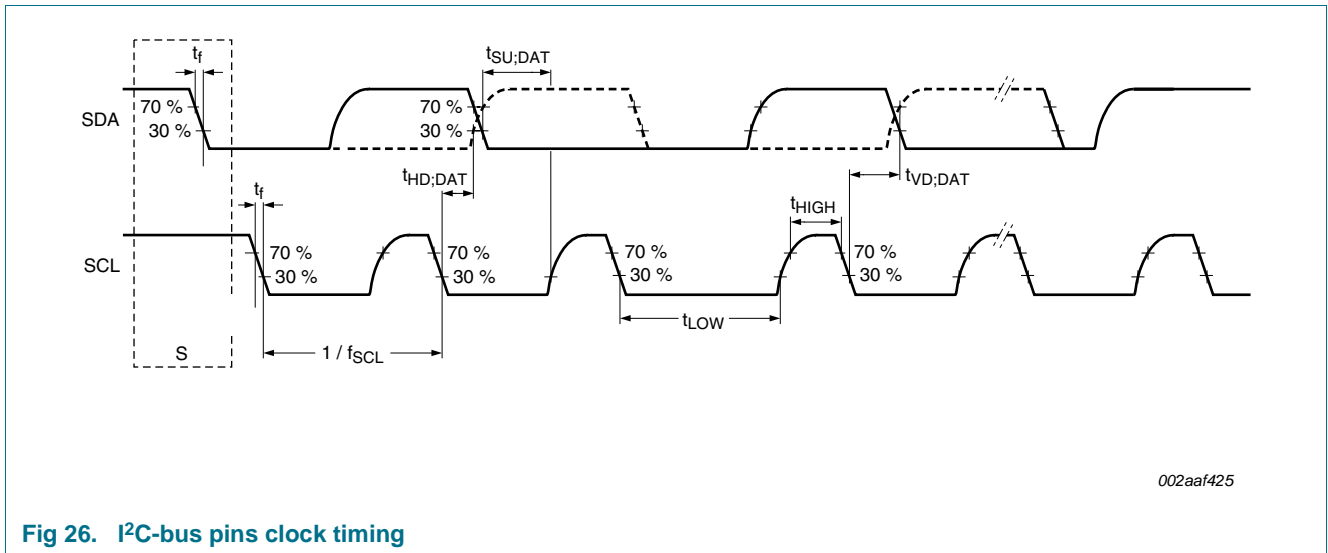 tf
tSU;DAT
70 %
30 %
70 %
30 %
SDA
tHD;DAT
tVD;DAT
tf
tHIGH
70 %
30 %
70 %
30 %
70 %
30 %
70 %
30 %
SCL
tLOW
S
1 / fSCL
002aaf425
Fig 26. I2C-bus pins clock timing